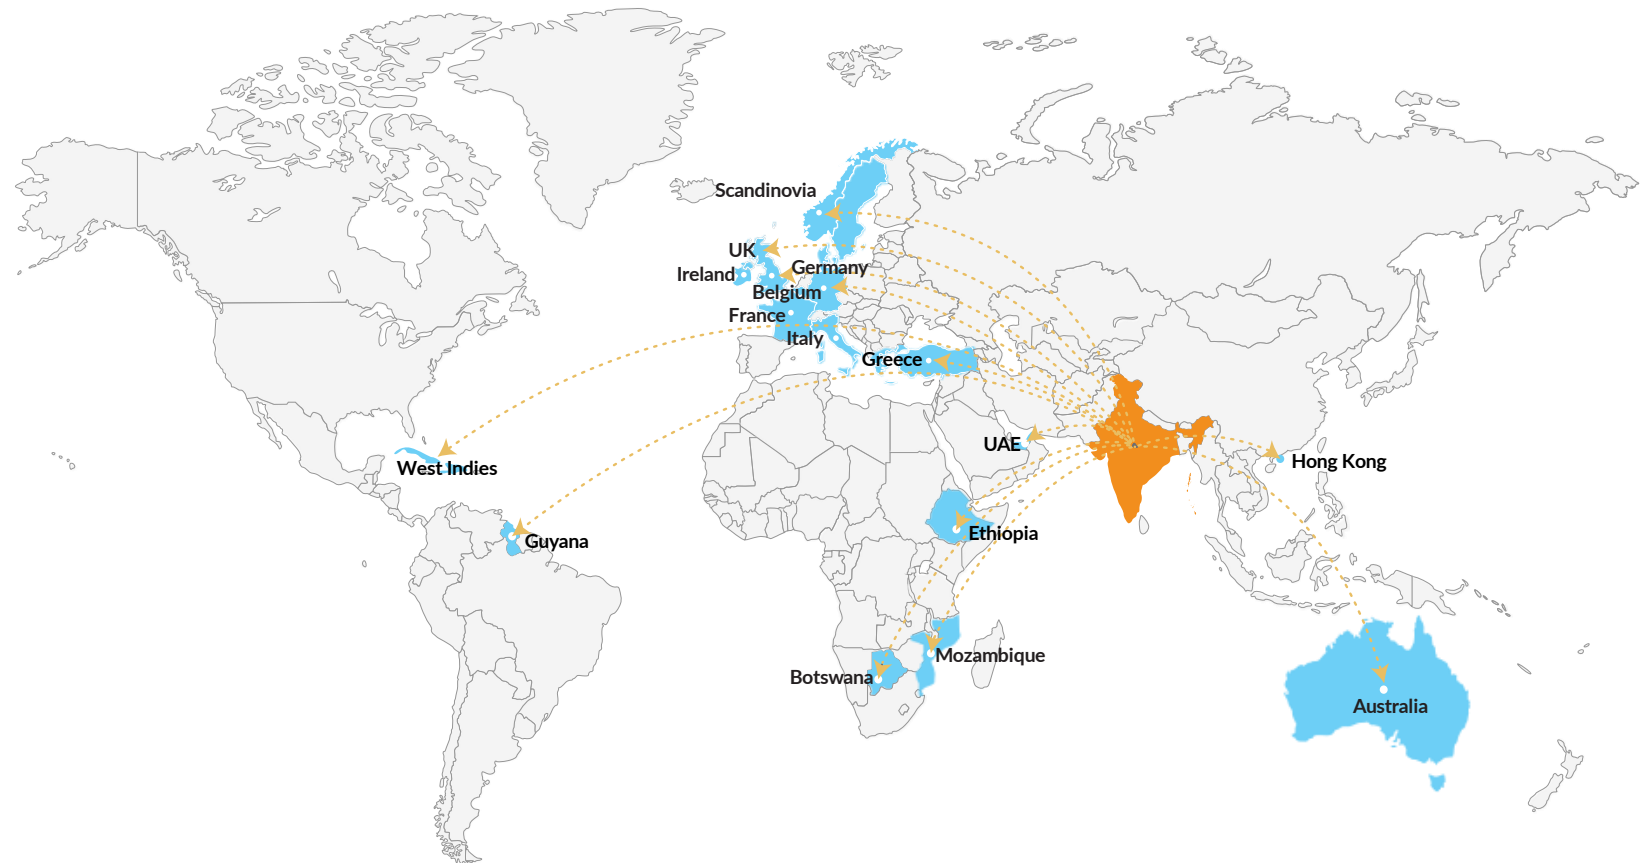 Scandinovia
UK
Germany
Ireland
Belgium
France
Italy
Greece
UAE
Hong Kong
West Indies
Guyana
Ethiopia
Mozambique
Botswana
Australia